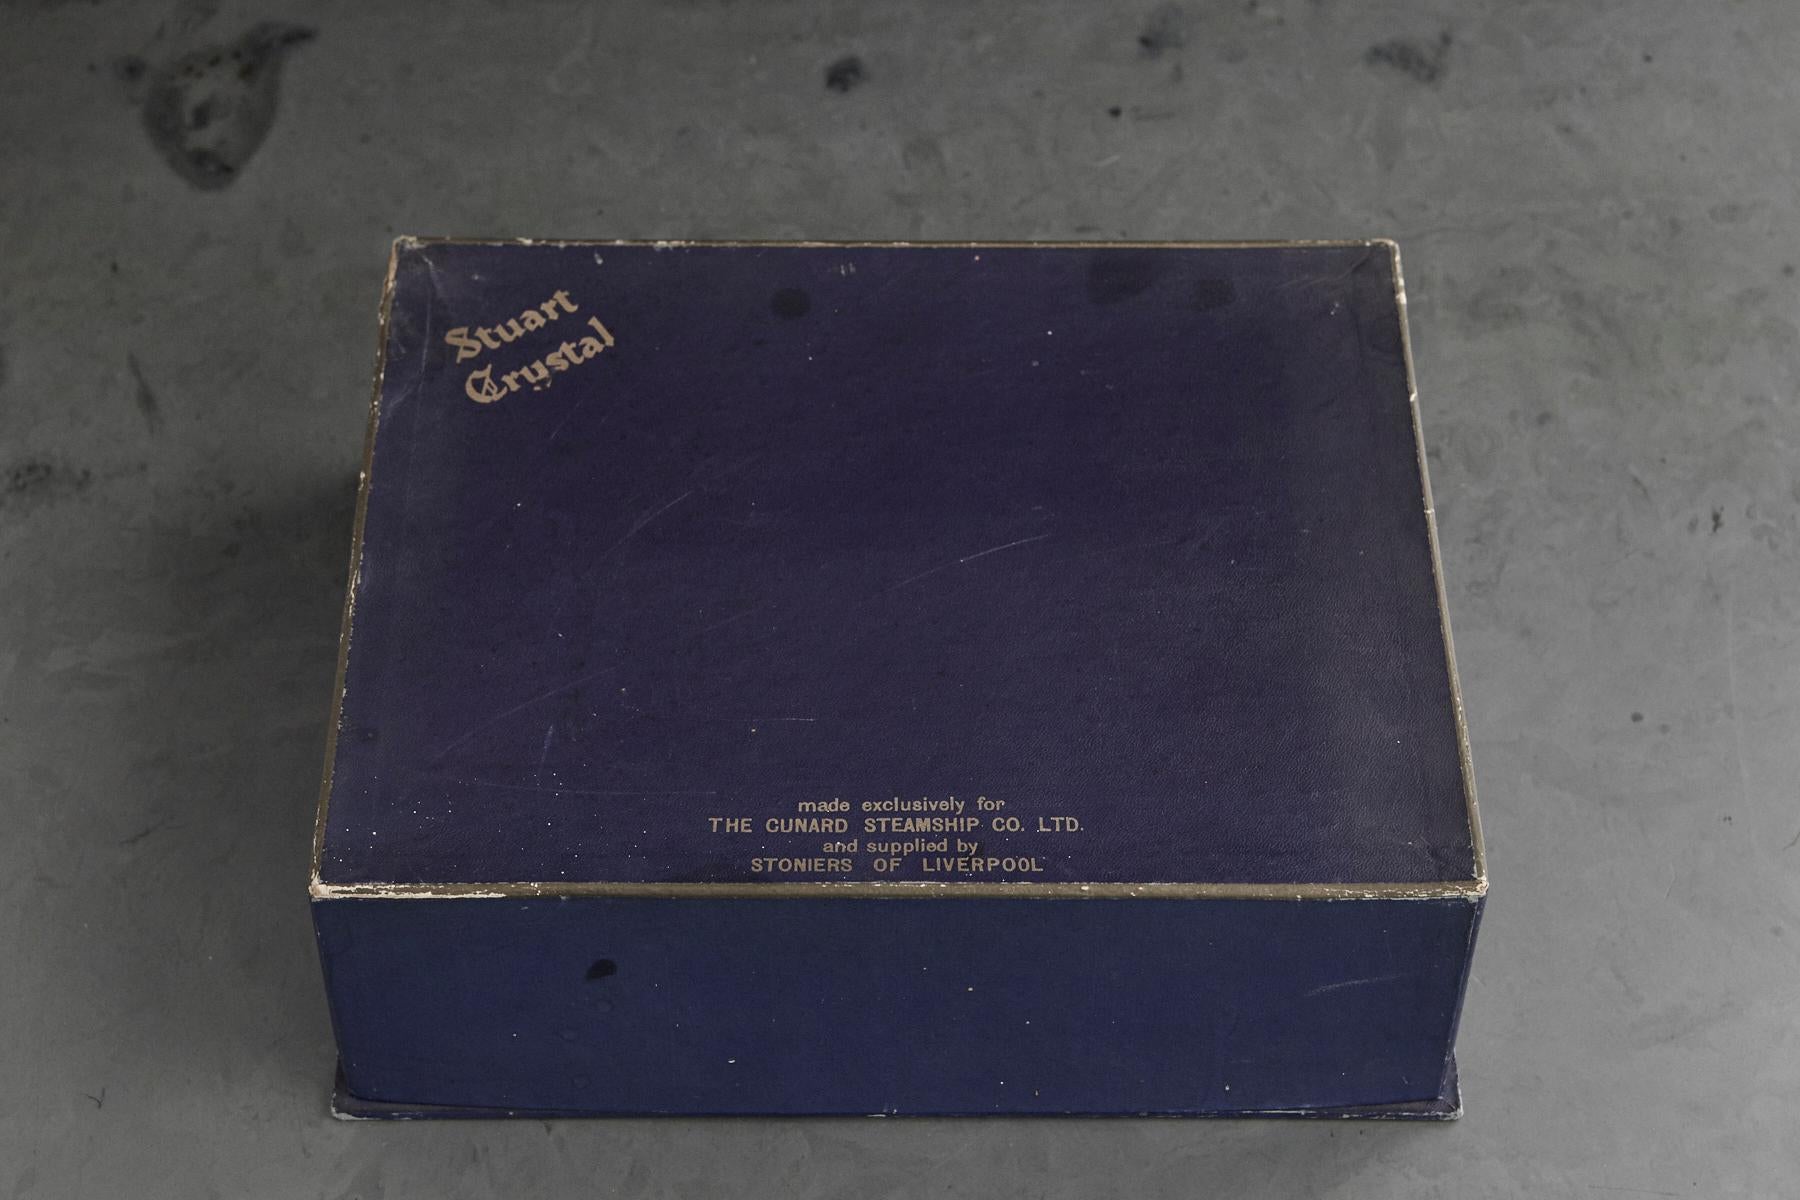 Stuart
Crystal
made exclusively for
THE CUNARD STEAMSHIP CO. LTD.
and supplied by
STONIERS OF LIVERPOOL